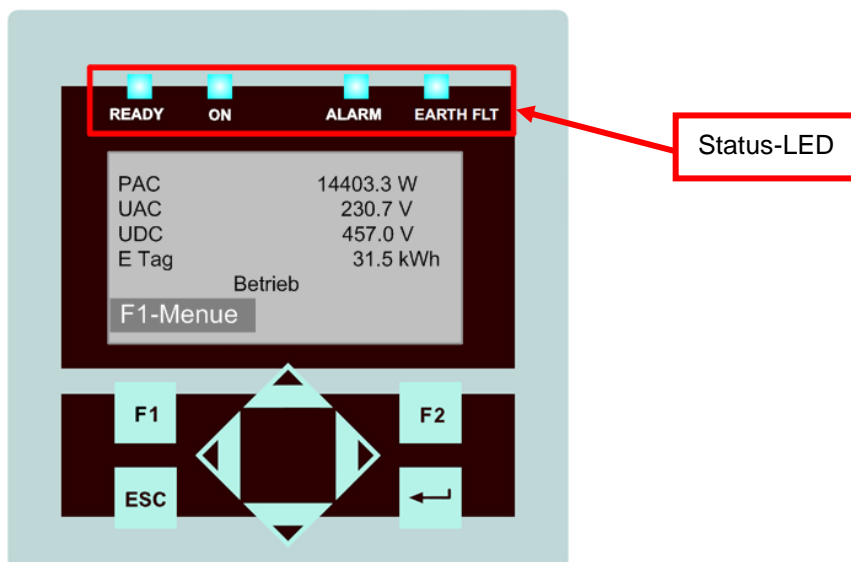 READY ON ALARM EARTH FLT
Status-LED
PAC 14403.3 W
UAC 230.7 V
UDC 457.0 V
E Tag 31.5 kWh
Betrieb
F1-Menue
F1 F2
ESC